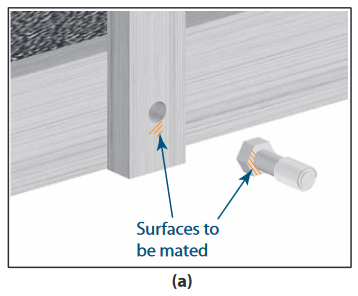 Surfaces to
be mated
(a)